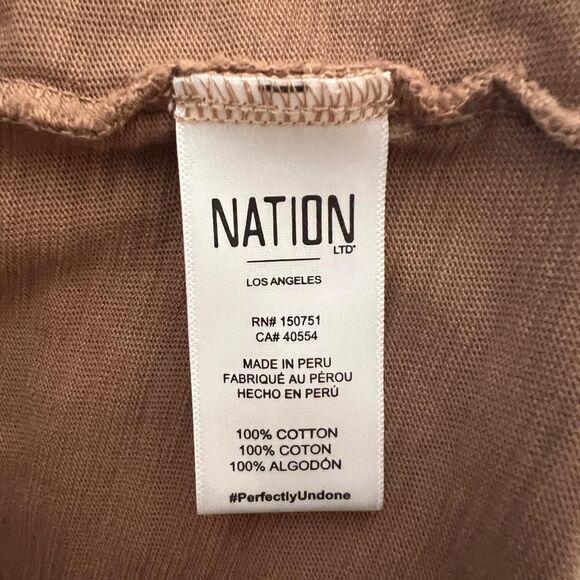 NATION
LTD
LOS ANGELES
RN# 150751
CA# 40554
MADE IN PERU
FABRIQUÉ AU PÉROU
HECHO EN PERÚ
100% COTTON
100% COTON
100% ALGODÓN
#PerfectlyUndone